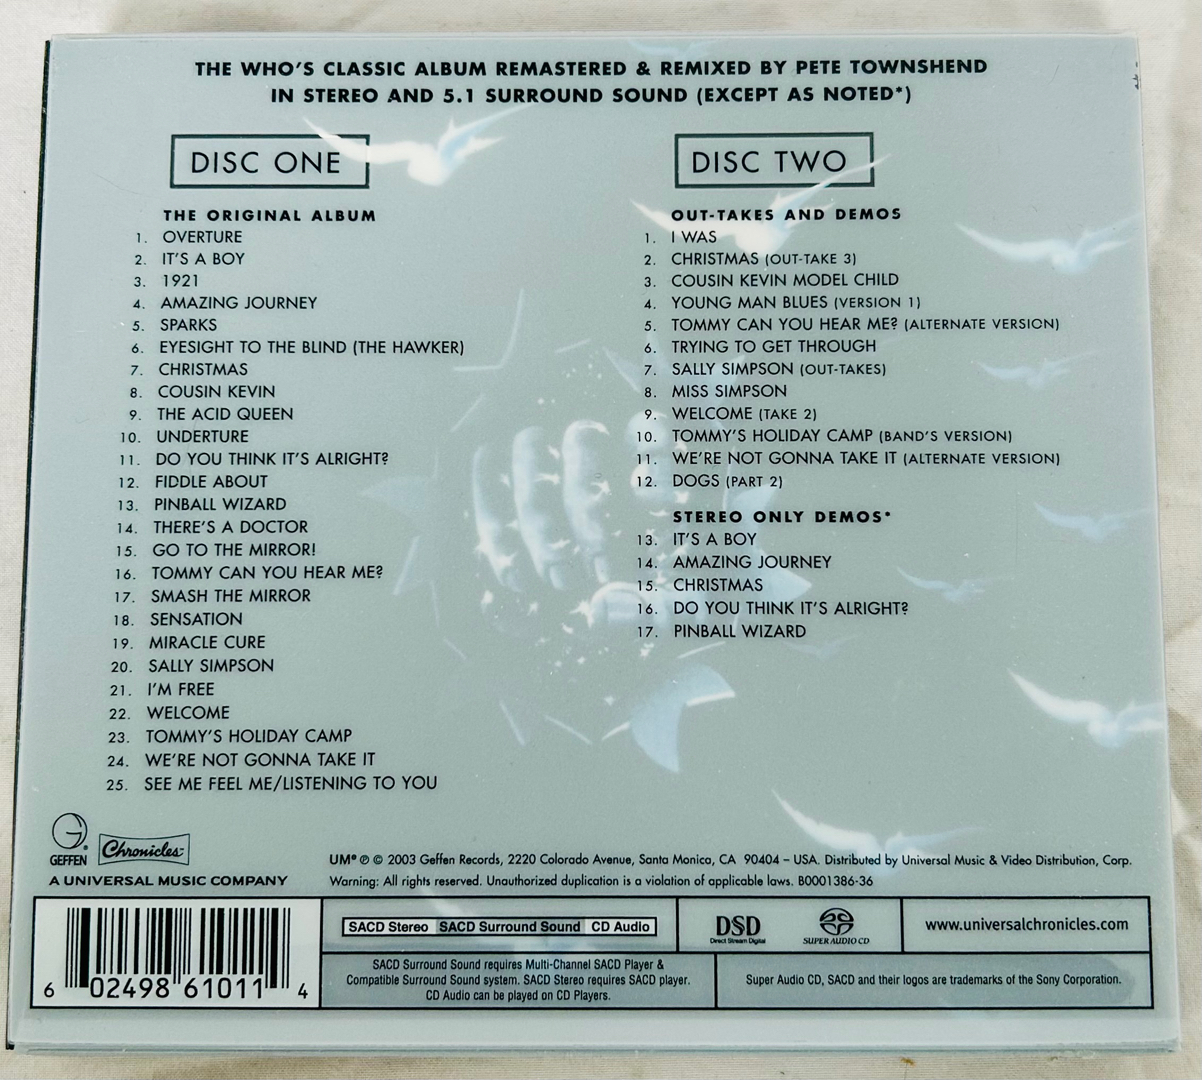 THE WHO'S CLASSIC ALBUM REMASTERED & REMIXED BY PETE TOWNSHEND
IN STEREO AND 5.1 SURROUND SOUND (EXCEPT AS NOTED*)
DISC ONE
THE ORIGINAL ALBUM
1. OVERTURE
2. IT'S A BOY
3. 1921
4. AMAZING JOURNEY
5. SPARKS
6. EYESIGHT TO THE BLIND (THE HAWKER)
7. CHRISTMAS
8. COUSIN KEVIN
9. THE ACID QUEEN
10. UNDERTURE
11. DO YOU THINK IT'S ALRIGHT?
12. FIDDLE ABOUT
13. PINBALL WIZARD
14. THERE'S A DOCTOR
15. GO TO THE MIRROR!
16. TOMMY CAN YOU HEAR ME?
17. SMASH THE MIRROR
18. SENSATION
19. MIRACLE CURE
20. SALLY SIMPSON
21. I'M FREE
22. WELCOME
23. TOMMY'S HOLIDAY CAMP
24. WE'RE NOT GONNA TAKE IT
25. SEE ME FEEL ME/LISTENING TO YOU
DISC TWO
OUT-TAKES AND DEMOS
1. I WAS
2. CHRISTMAS (OUT-TAKE 3)
3. COUSIN KEVIN MODEL CHILD
4. YOUNG MAN BLUES (VERSION 1)
5. TOMMY CAN YOU HEAR ME? (ALTERNATE VERSION)
6. TRYING TO GET THROUGH
7. SALLY SIMPSON (OUT-TAKES)
8. MISS SIMPSON
9. WELCOME (TAKE 2)
10. TOMMY'S HOLIDAY CAMP (BAND'S VERSION)
11. WE'RE NOT GONNA TAKE IT (ALTERNATE VERSION)
12. DOGS (PART 2)
STEREO ONLY DEMOS*
13. IT'S A BOY
14. AMAZING JOURNEY
15. CHRISTMAS
16. DO YOU THINK IT'S ALRIGHT?
17. PINBALL WIZARD
GEFFEN
Chronicles
A UNIVERSAL MUSIC COMPANY
UM® ℗ © 2003 Geffen Records, 2220 Colorado Avenue, Santa Monica, CA 90404 – USA. Distributed by Universal Music & Video Distribution, Corp.
Warning: All rights reserved. Unauthorized duplication is a violation of applicable laws. B0001386-36
6 02498 61011 4
SACD Stereo SACD Surround Sound CD Audio
DSD
Direct Stream Digital
SUPER AUDIO CD
www.universalchronicles.com
SACD Surround Sound requires Multi-Channel SACD Player &
Compatible Surround Sound system. SACD Stereo requires SACD player.
CD Audio can be played on CD Players.
Super Audio CD, SACD and their logos are trademarks of the Sony Corporation.